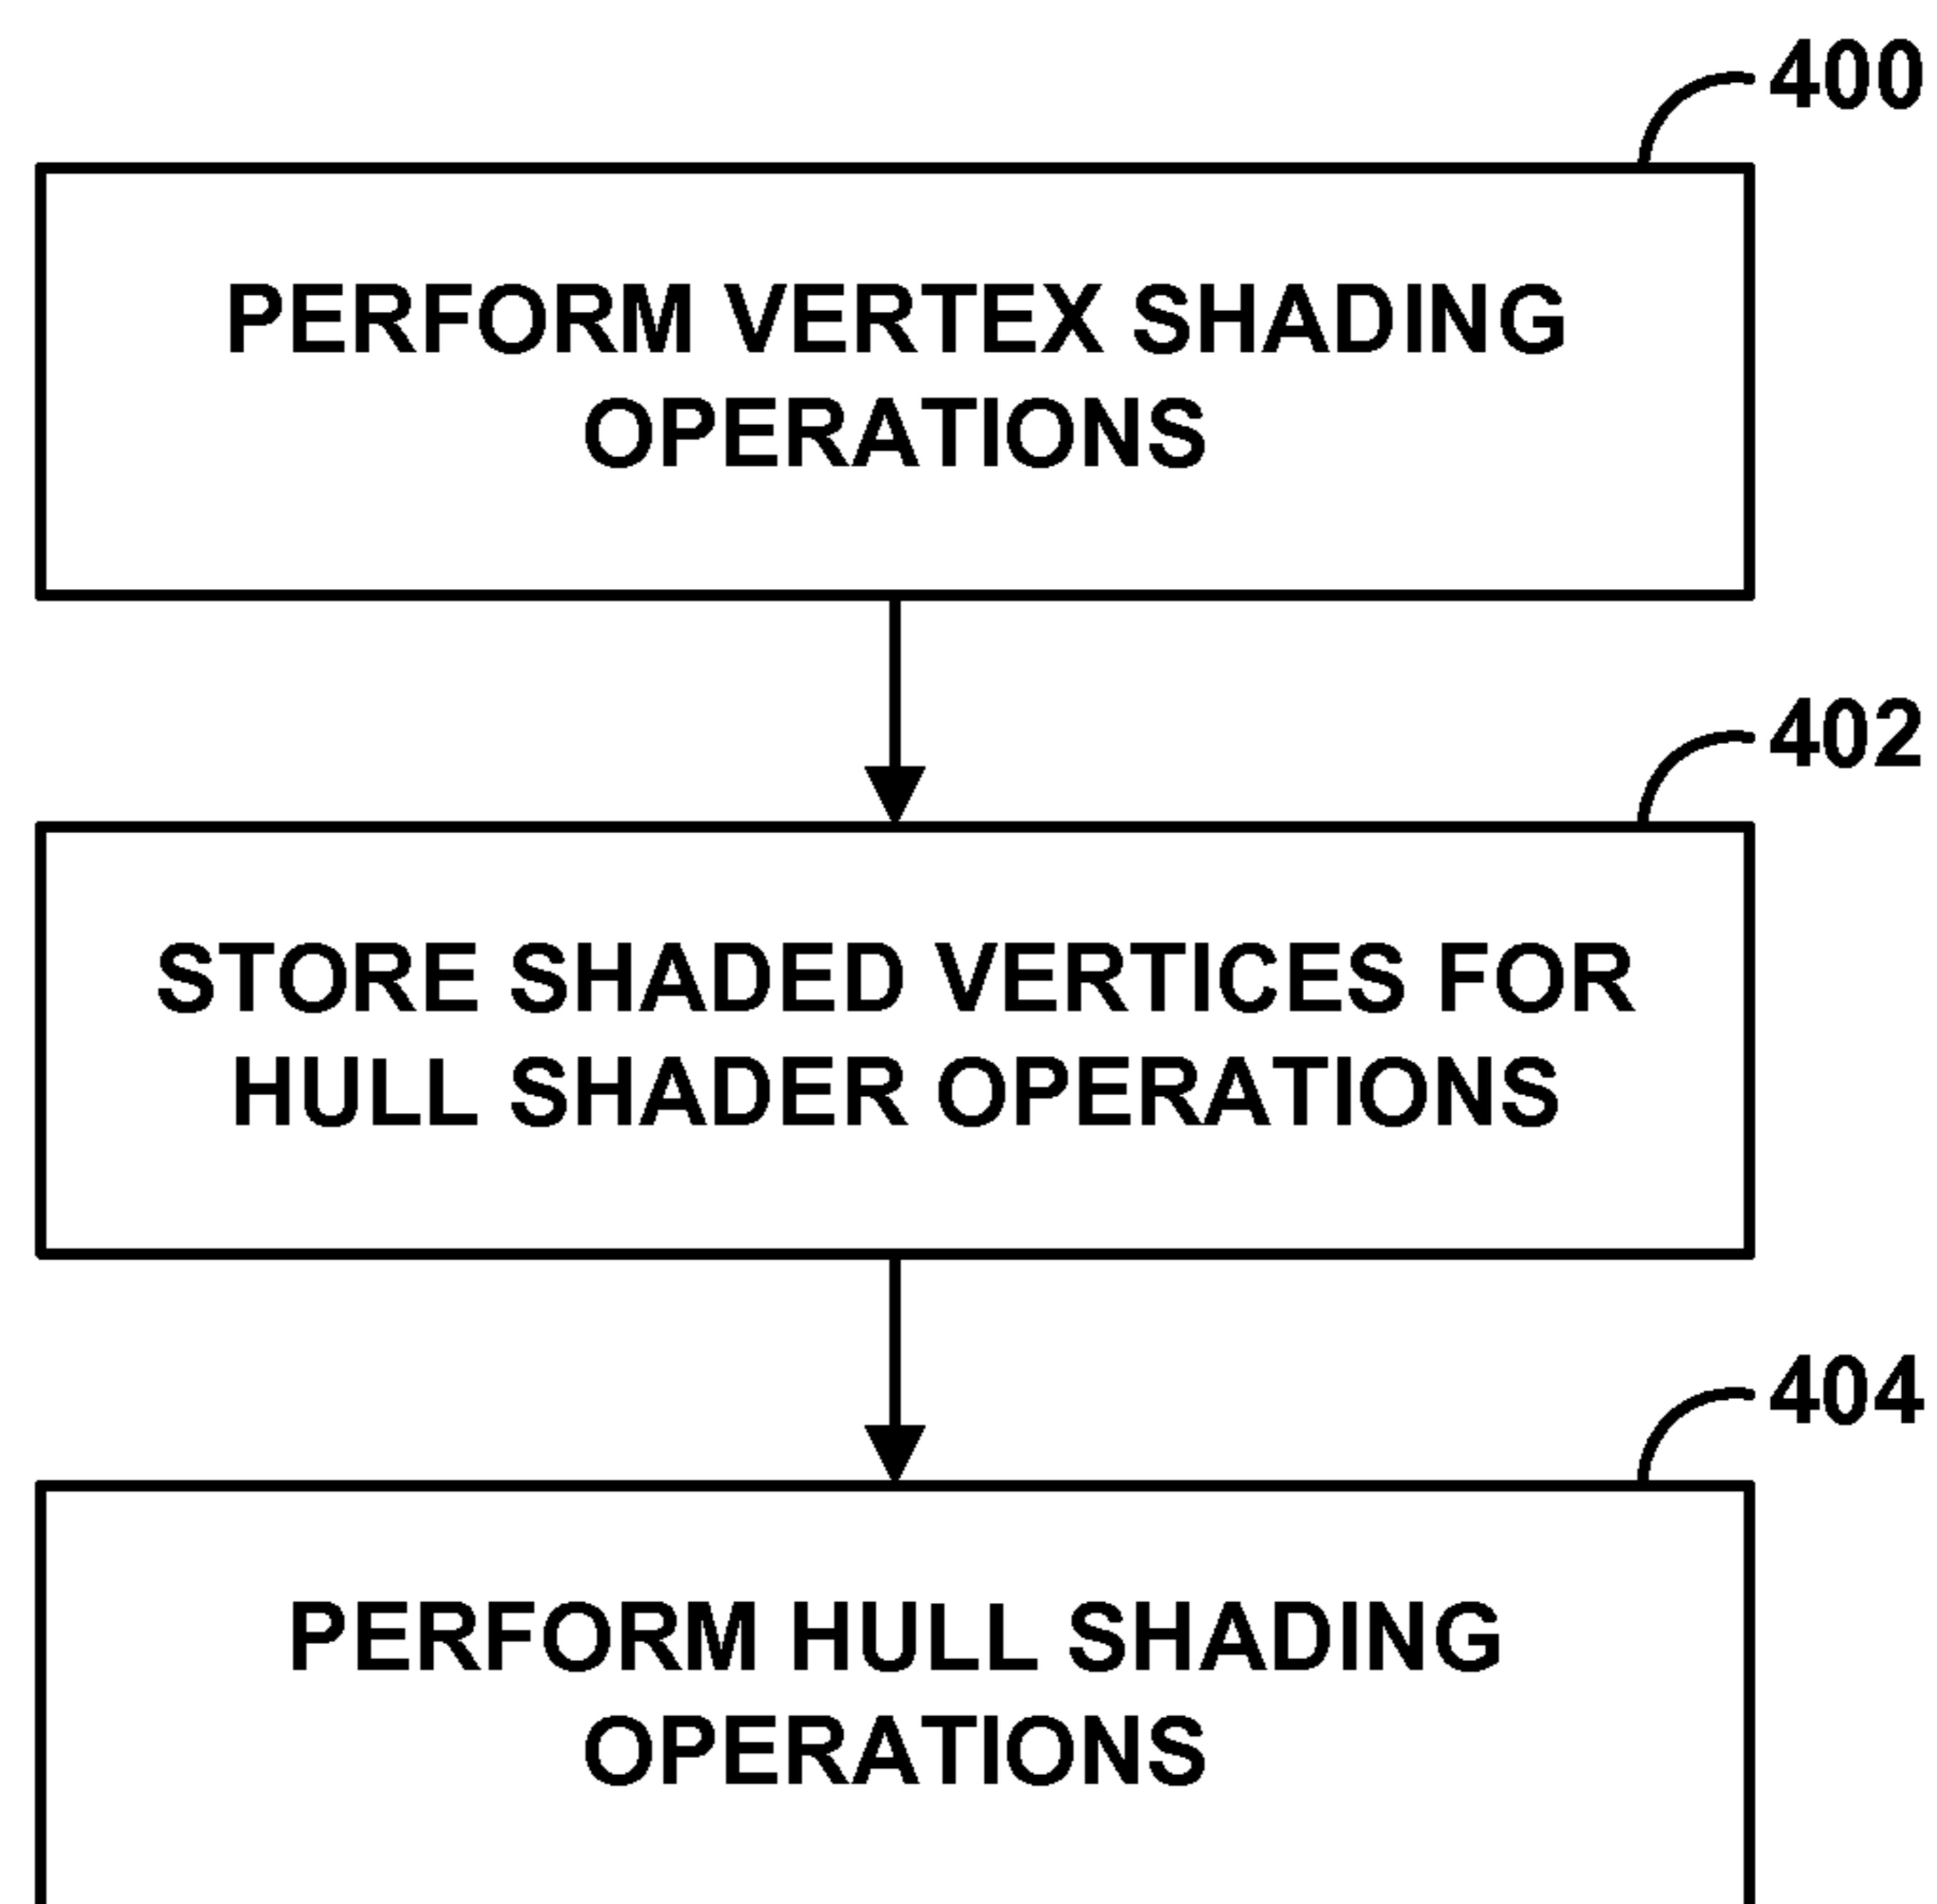 400
PERFORM VERTEX SHADING
OPERATIONS
402
STORE SHADED VERTICES FOR
HULL SHADER OPERATIONS
404
PERFORM HULL SHADING
OPERATIONS